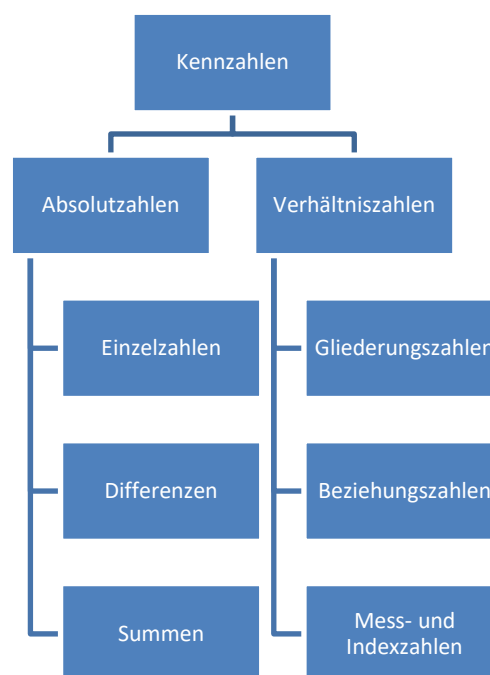 Kennzahlen
Absolutzahlen
Verhältniszahlen
Einzelzahlen
Gliederungszahlen
Differenzen
Beziehungszahlen
Summen
Mess- und
Indexzahlen